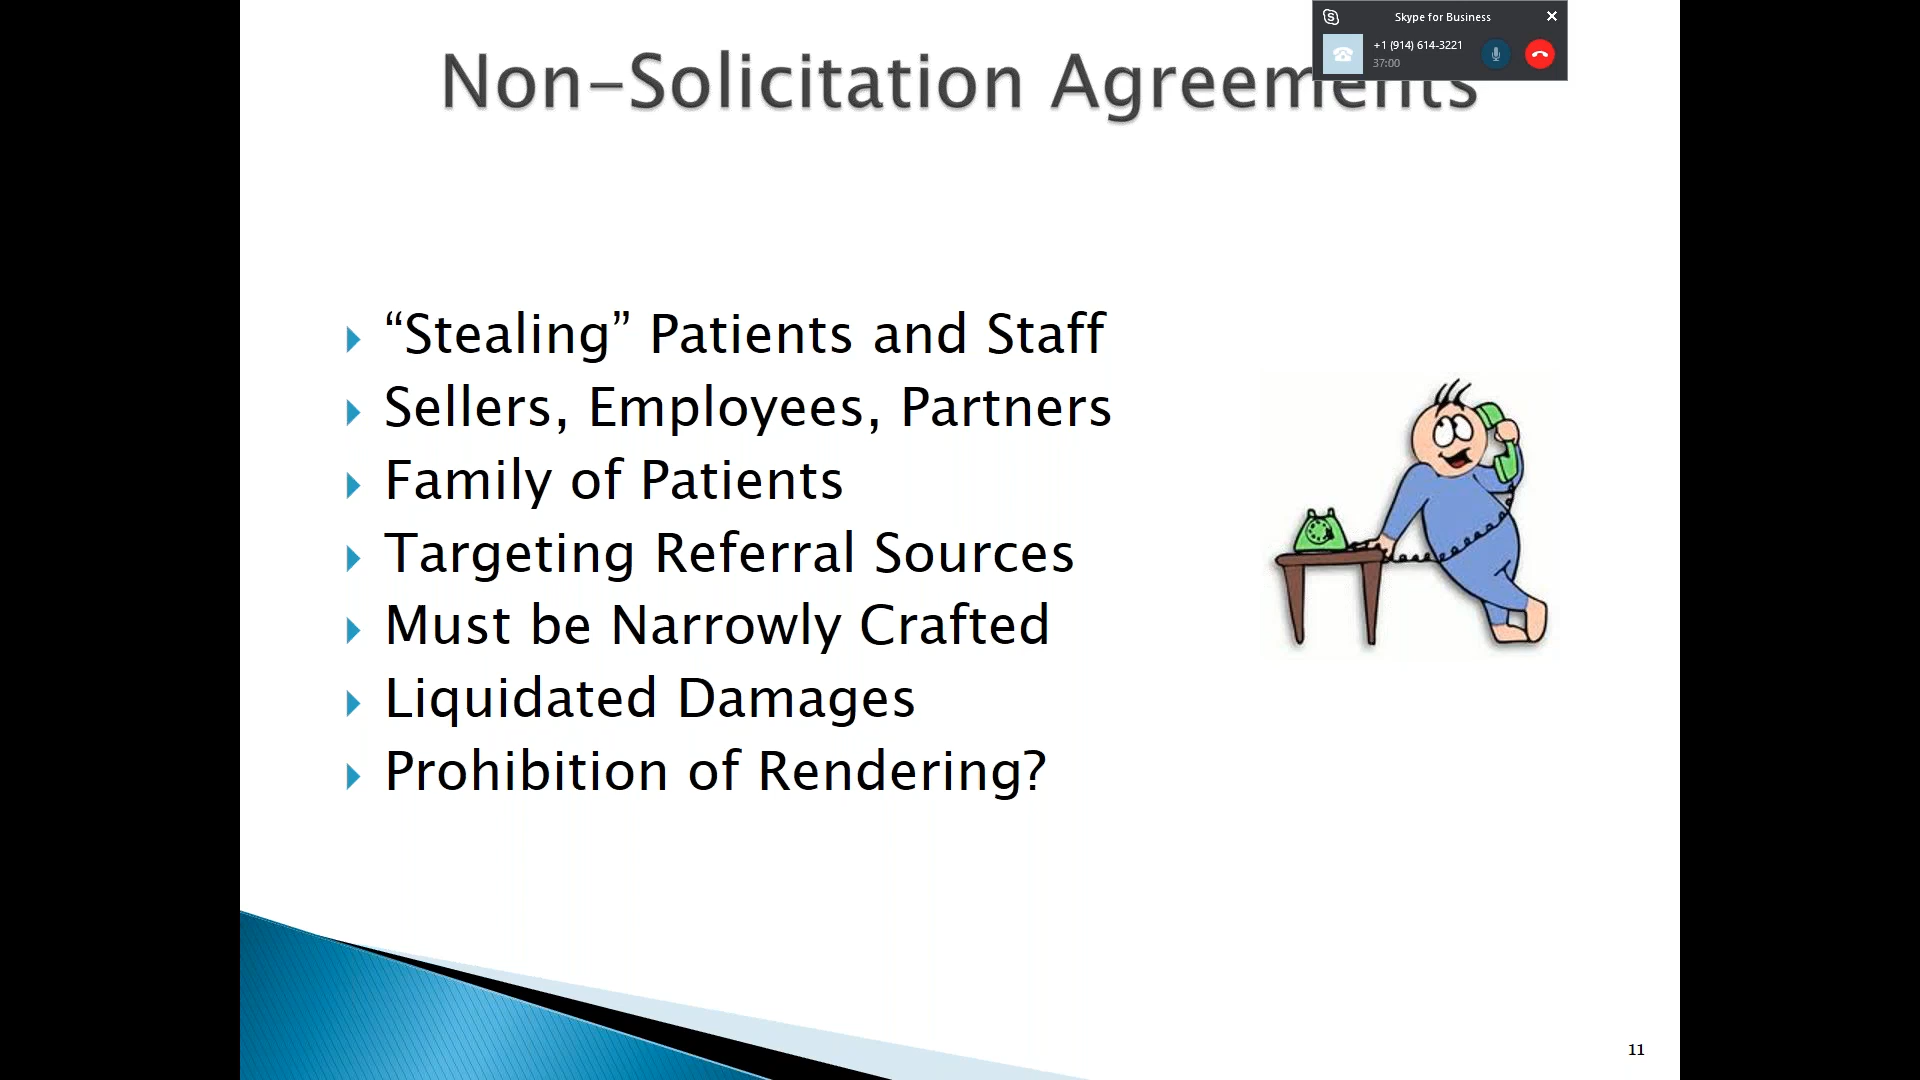 Skype for Business
+1 (914) 614-3221
37:00
Non-Solicitation Agreements
“Stealing” Patients and Staff
Sellers, Employees, Partners
Family of Patients
Targeting Referral Sources
Must be Narrowly Crafted
Liquidated Damages
Prohibition of Rendering?
11